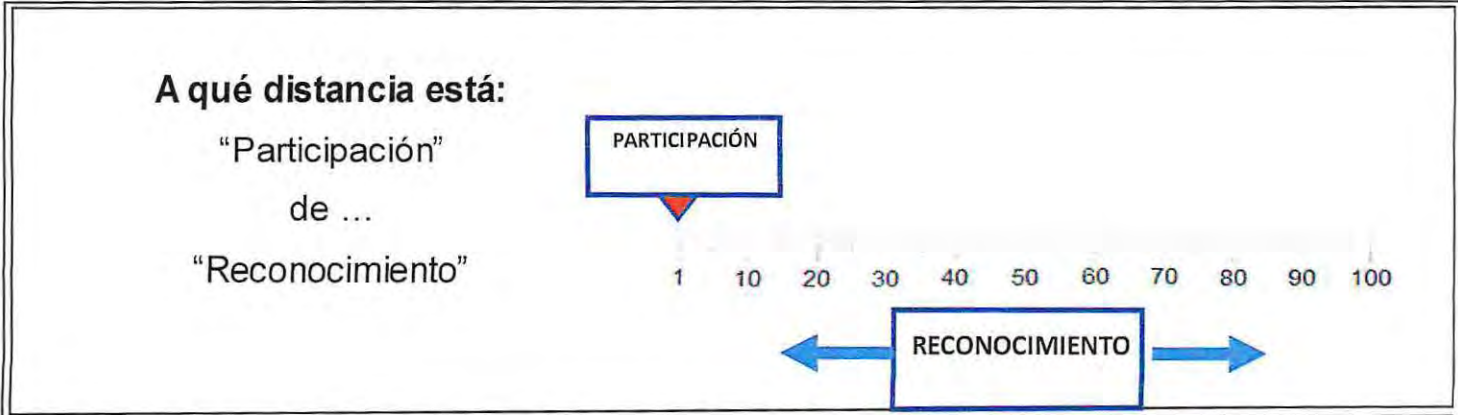 A qué distancia está:
“Participación”
de ...
“Reconocimiento”
PARTICIPACIÓN
1 10 20 30 40 50 60 70 80 90 100
RECONOCIMIENTO